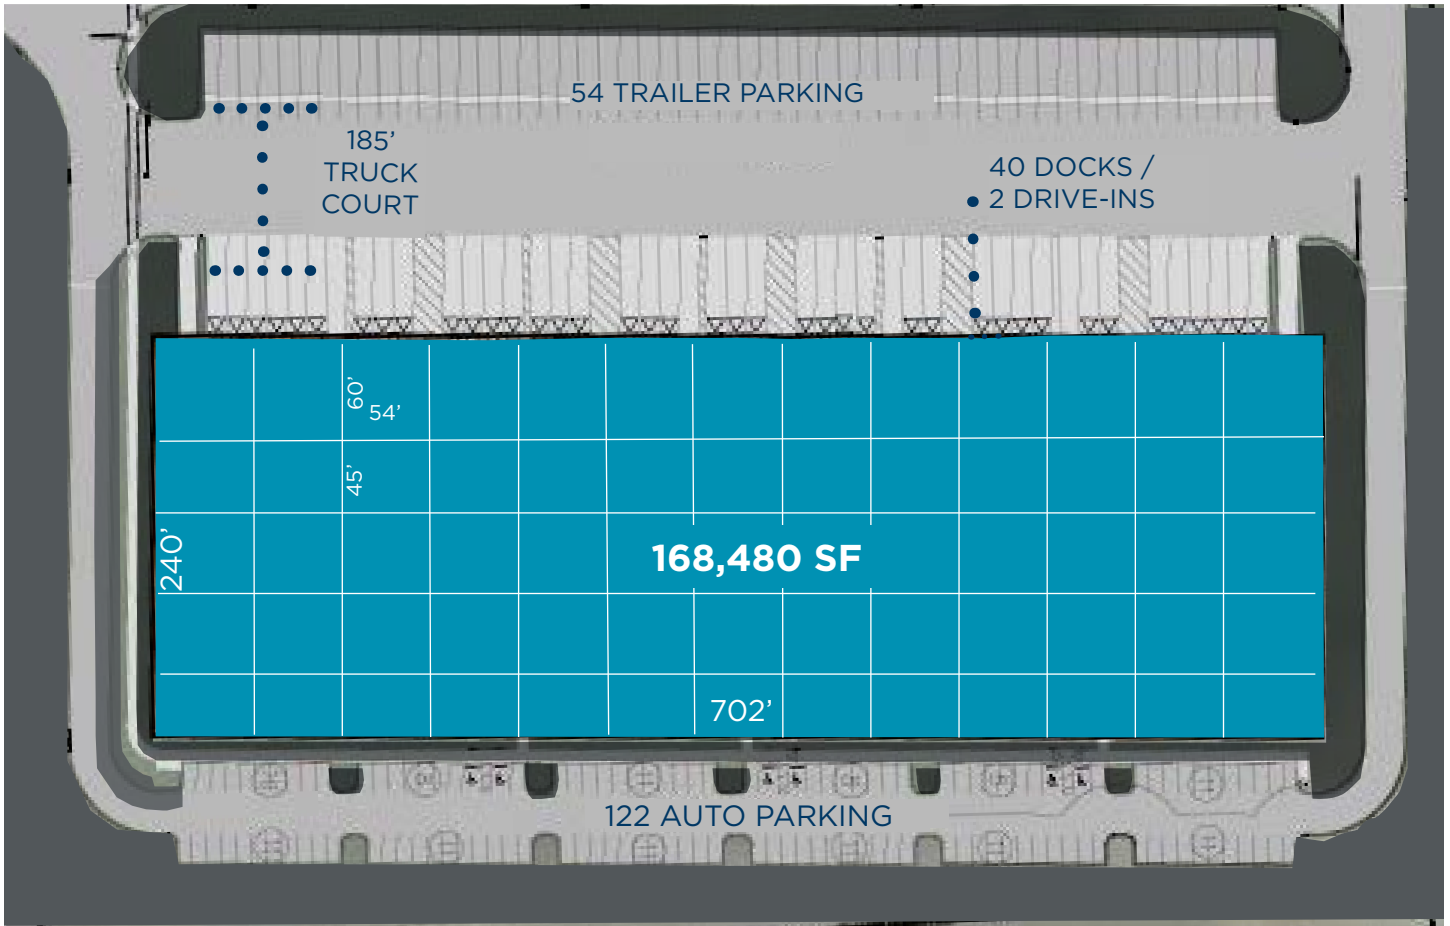 54 TRAILER PARKING
185’
TRUCK
COURT
40 DOCKS /
2 DRIVE-INS
60’
54’
45’
240’
168,480 SF
702’
122 AUTO PARKING